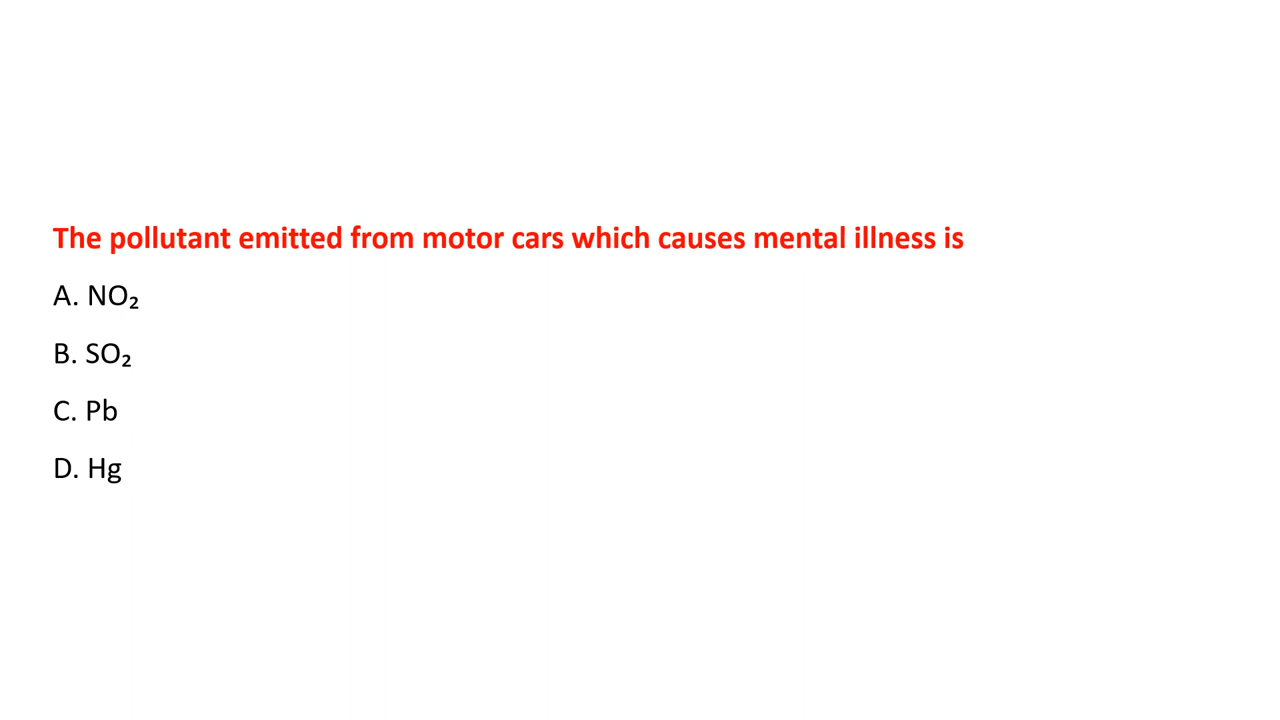 The pollutant emitted from motor cars which causes mental illness is
A. NO₂
B. SO₂
C. Pb
D. Hg